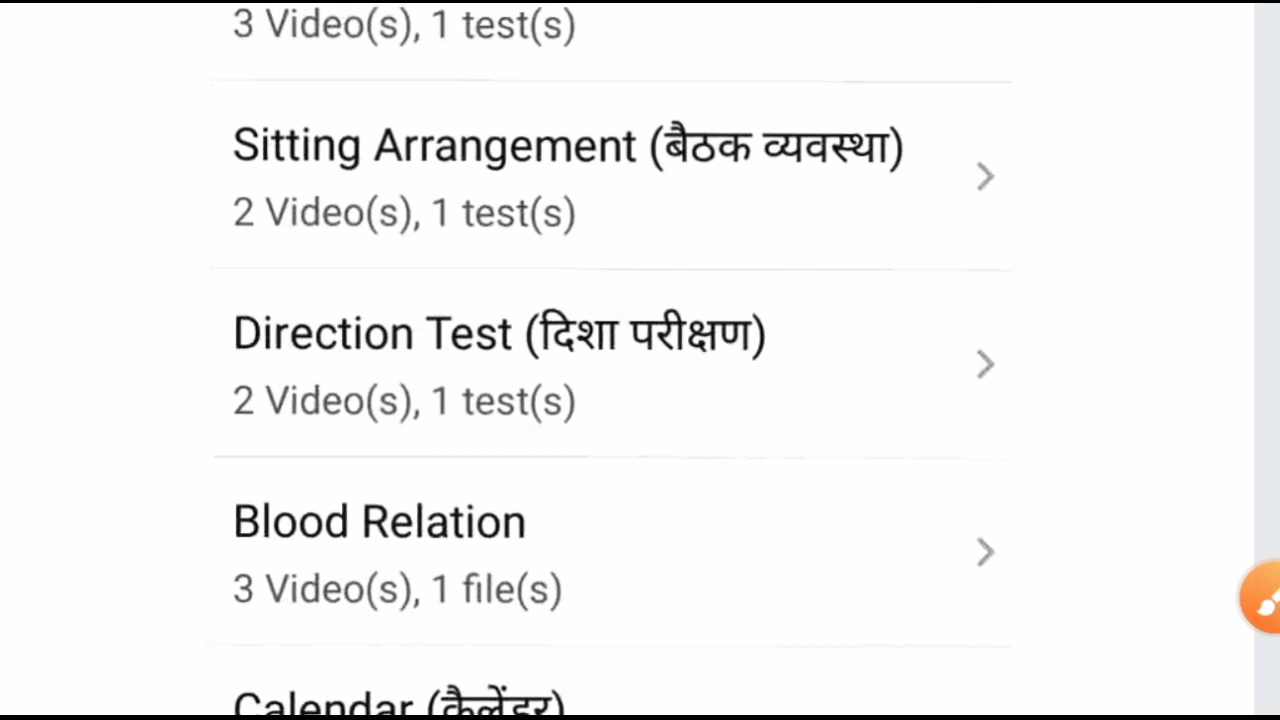 3 Video(s), 1 test(s)
Sitting Arrangement (बैठक व्यवस्था)
2 Video(s), 1 test(s)
Direction Test (दिशा परीक्षण)
2 Video(s), 1 test(s)
Blood Relation
3 Video(s), 1 file(s)
Calendar (कैलेंडर)